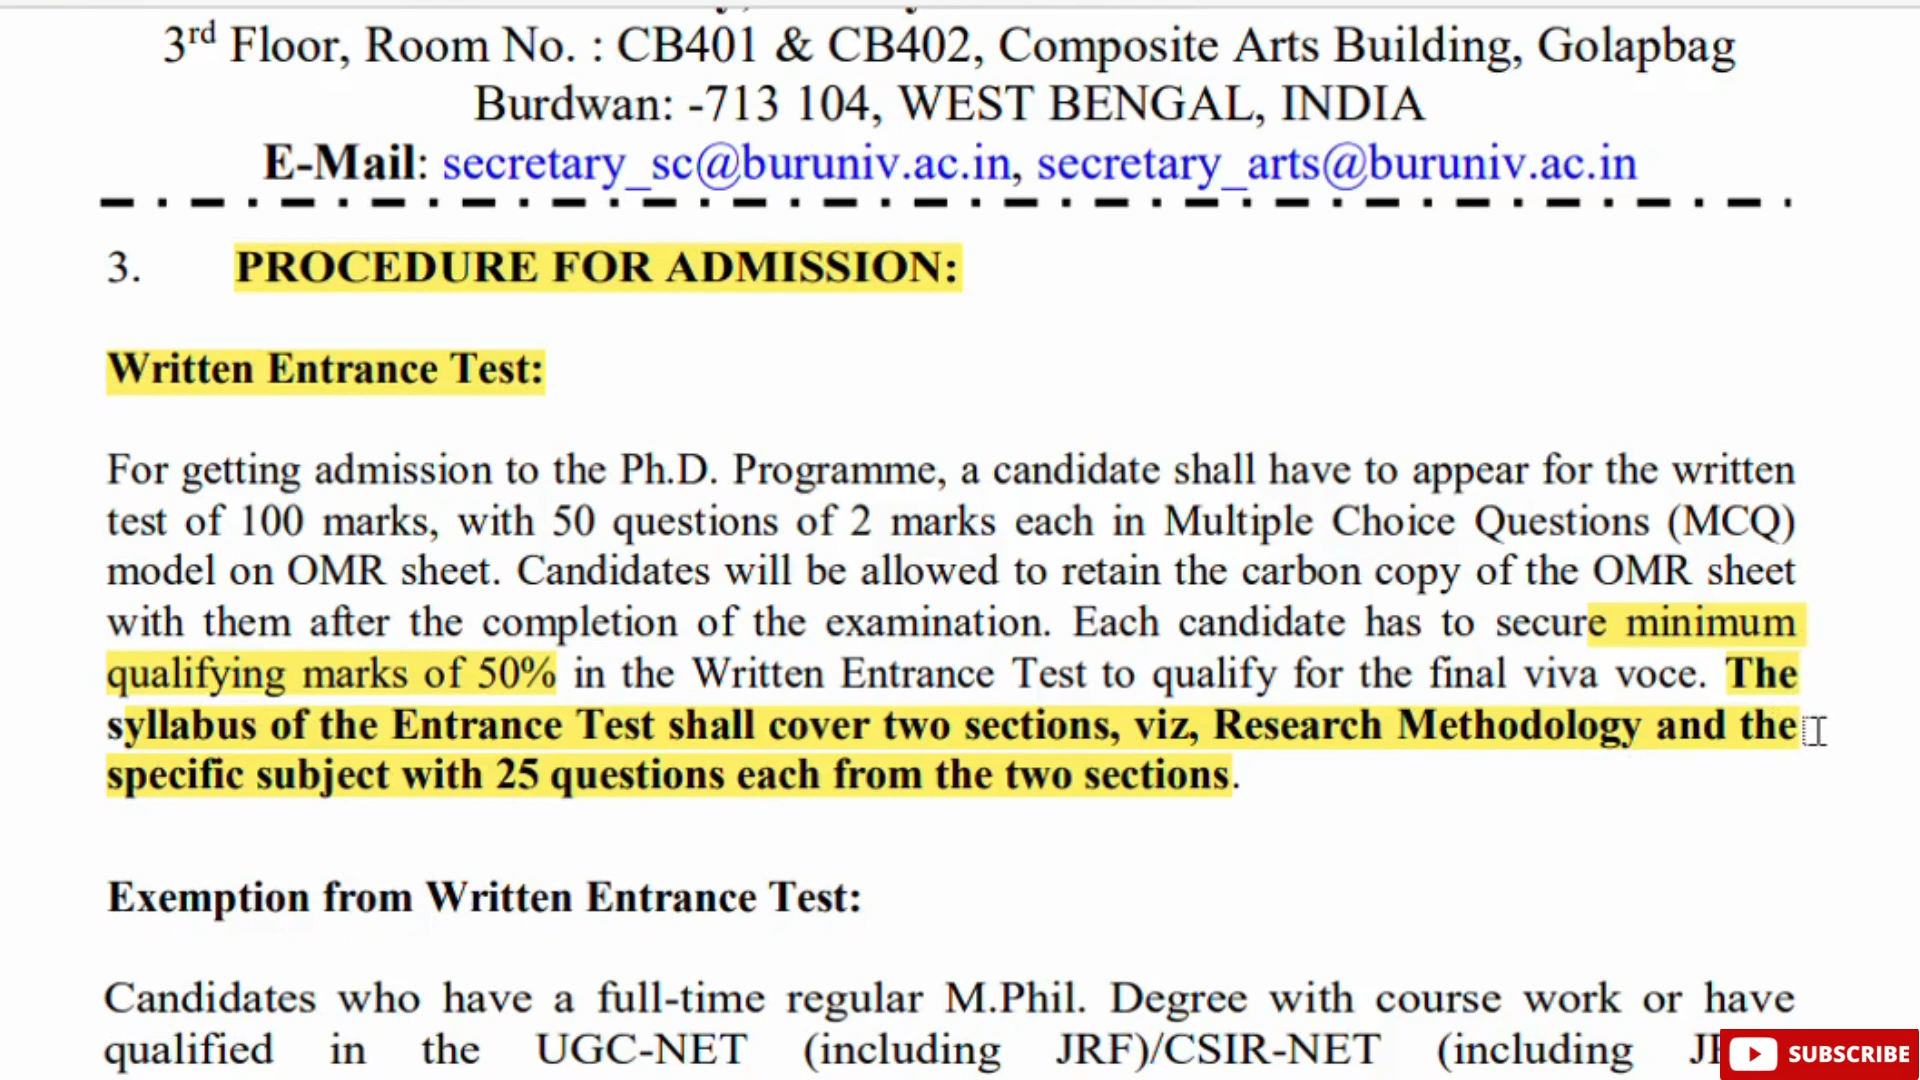 3rd Floor, Room No. : CB401 & CB402, Composite Arts Building, Golapbag
Burdwan: -713 104, WEST BENGAL, INDIA
E-Mail: secretary_sc@buruniv.ac.in, secretary_arts@buruniv.ac.in
3. PROCEDURE FOR ADMISSION:
Written Entrance Test:
For getting admission to the Ph.D. Programme, a candidate shall have to appear for the written
test of 100 marks, with 50 questions of 2 marks each in Multiple Choice Questions (MCQ)
model on OMR sheet. Candidates will be allowed to retain the carbon copy of the OMR sheet
with them after the completion of the examination. Each candidate has to secure minimum
qualifying marks of 50% in the Written Entrance Test to qualify for the final viva voce. The
syllabus of the Entrance Test shall cover two sections, viz, Research Methodology and the
specific subject with 25 questions each from the two sections.
Exemption from Written Entrance Test:
Candidates who have a full-time regular M.Phil. Degree with course work or have
qualified in the UGC-NET (including JRF)/CSIR-NET (including
SUBSCRIBE